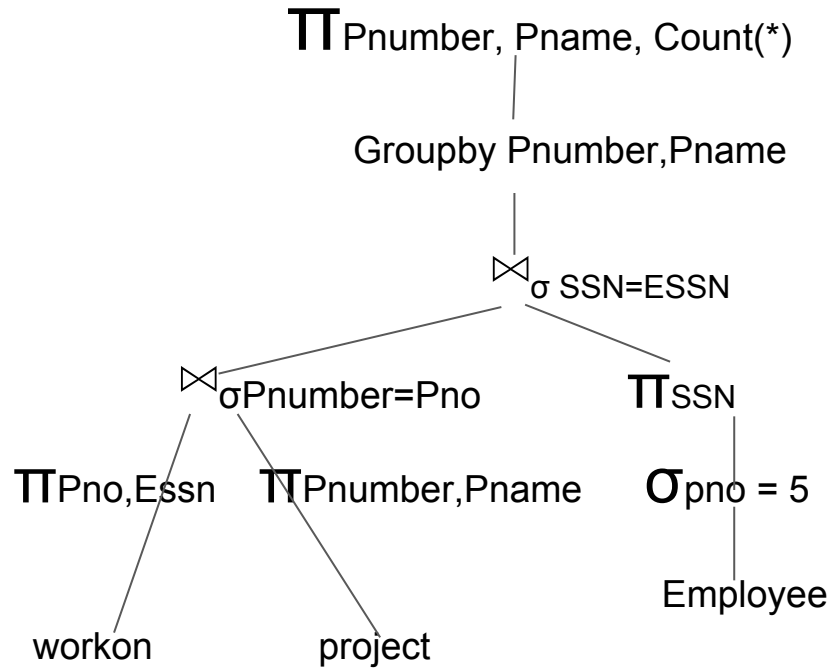 πPnumber, Pname, Count(*)
Groupby Pnumber,Pname
⋈σ SSN=ESSN
⋈σPnumber=Pno
πSSN
πPno,Essn
πPnumber,Pname
σpno = 5
Employee
workon
project